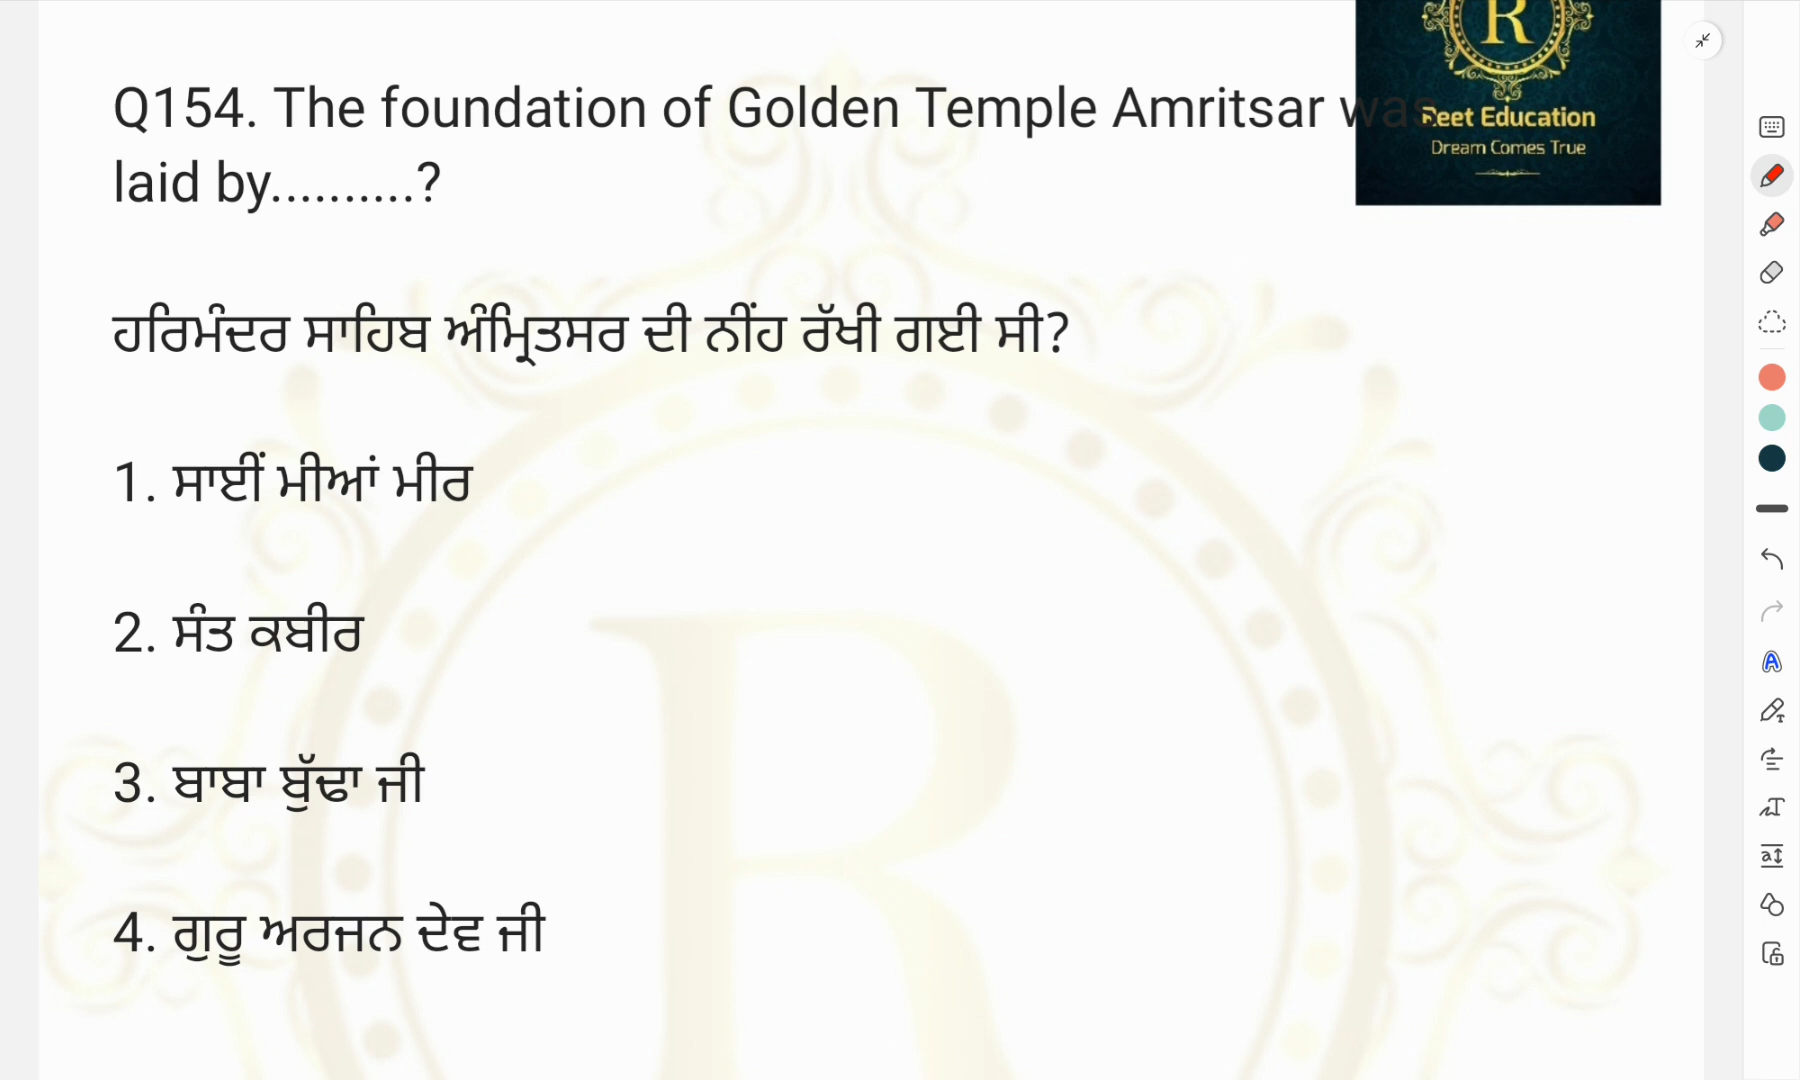 Q154. The foundation of Golden Temple Amritsar was
laid by..........?
Reet Education
Dream Comes True
ਹਰਿਮੰਦਰ ਸਾਹਿਬ ਅੰਮ੍ਰਿਤਸਰ ਦੀ ਨੀਂਹ ਰੱਖੀ ਗਈ ਸੀ?
1. ਸਾਈਂ ਮੀਆਂ ਮੀਰ
2. ਸੰਤ ਕਬੀਰ
3. ਬਾਬਾ ਬੁੱਢਾ ਜੀ
4. ਗੁਰੂ ਅਰਜਨ ਦੇਵ ਜੀ